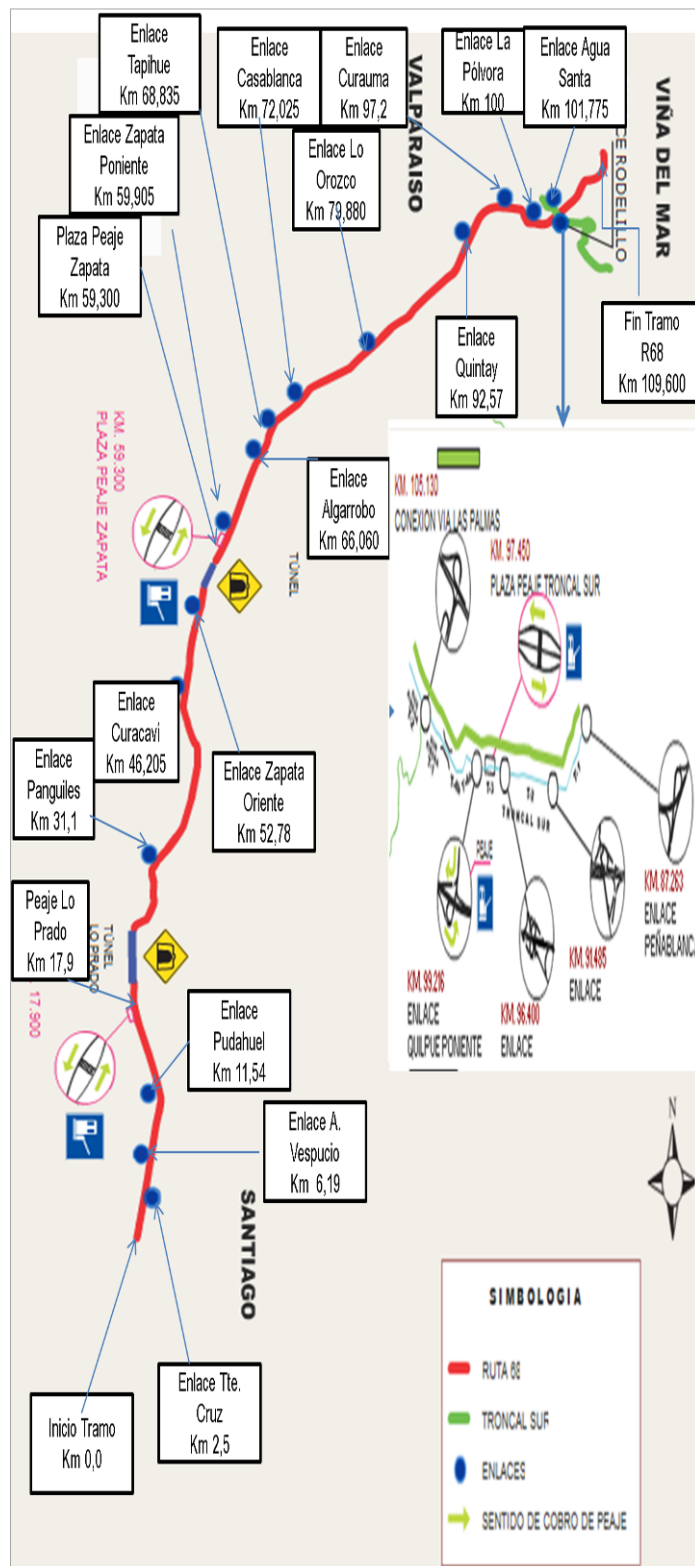 Enlace
Tapihue
Km 68,835
Enlace
Casablanca
Km 72,025
Enlace
Curauma
Km 97,2
Enlace La
Pólvora
Km 100
Enlace Agua
Santa
Km 101,775
VALPARAISO
VIÑA DEL MAR
CE RODELILLO
Enlace Zapata
Poniente
Km 59,905
Enlace Lo
Orozco
Km 79,880
Plaza Peaje
Zapata
Km 59,300
Enlace
Quintay
Km 92,57
Fin Tramo
R68
Km 109,600
KM. 59.300
PLAZA PEAJE ZAPATA
Enlace
Algarrobo
Km 66,060
TÚNEL
KM. 105.130
CONEXION VIA LAS PALMAS
KM. 97.450
PLAZA PEAJE TRONCAL SUR
Enlace
Curacaví
Km 46,205
Enlace
Panguiles
Km 31,1
Enlace Zapata
Oriente
Km 52,78
T-3
T-2
T-1
TRONCAL SUR
PEAJE
KM. 87.263
ENLACE
PEÑABLANCA
KM. 91.485
ENLACE
KM. 99.216
ENLACE
QUILPUE PONIENTE
KM. 96.400
ENLACE
Peaje Lo
Prado
Km 17,9
TÚNEL
LO PRADO
17.900
Enlace
Pudahuel
Km 11,54
Enlace A.
Vespucio
Km 6,19
SANTIAGO
N
Enlace Tte.
Cruz
Km 2,5
Inicio Tramo
Km 0,0
SIMBOLOGIA
RUTA 68
TRONCAL SUR
ENLACES
SENTIDO DE COBRO DE PEAJE